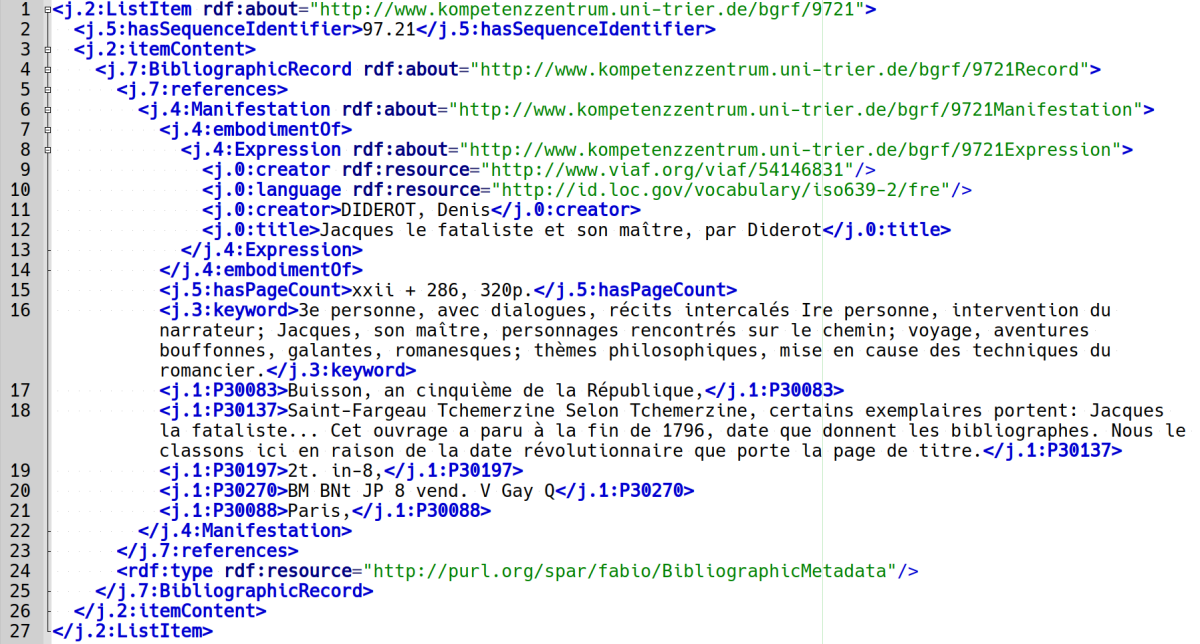 1 <j.2:ListItem rdf:about="http://www.kompetenzzentrum.uni-trier.de/bgrf/9721">
2 <j.5:hasSequenceIdentifier>97.21</j.5:hasSequenceIdentifier>
3 <j.2:itemContent>
4 <j.7:BibliographicRecord rdf:about="http://www.kompetenzzentrum.uni-trier.de/bgrf/9721Record">
5 <j.7:references>
6 <j.4:Manifestation rdf:about="http://www.kompetenzzentrum.uni-trier.de/bgrf/9721Manifestation">
7 <j.4:embodimentOf>
8 <j.4:Expression rdf:about="http://www.kompetenzzentrum.uni-trier.de/bgrf/9721Expression">
9 <j.0:creator rdf:resource="http://www.viaf.org/viaf/54146831"/>
10 <j.0:language rdf:resource="http://id.loc.gov/vocabulary/iso639-2/fre"/>
11 <j.0:creator>DIDEROT, Denis</j.0:creator>
12 <j.0:title>Jacques le fataliste et son maître, par Diderot</j.0:title>
13 </j.4:Expression>
14 </j.4:embodimentOf>
15 <j.5:hasPageCount>xxii + 286, 320p.</j.5:hasPageCount>
16 <j.3:keyword>3e personne, avec dialogues, récits intercalés Ire personne, intervention du
narrateur; Jacques, son maître, personnages rencontrés sur le chemin; voyage, aventures
bouffonnes, galantes, romanesques; thèmes philosophiques, mise en cause des techniques du
romancier.</j.3:keyword>
17 <j.1:P30083>Buisson, an cinquième de la République,</j.1:P30083>
18 <j.1:P30137>Saint-Fargeau Tchemerzine Selon Tchemerzine, certains exemplaires portent: Jacques
la fataliste... Cet ouvrage a paru à la fin de 1796, date que donnent les bibliographes. Nous le
classons ici en raison de la date révolutionnaire que porte la page de titre.</j.1:P30137>
19 <j.1:P30197>2t. in-8,</j.1:P30197>
20 <j.1:P30270>BM BNt JP 8 vend. V Gay Q</j.1:P30270>
21 <j.1:P30088>Paris,</j.1:P30088>
22 </j.4:Manifestation>
23 </j.7:references>
24 <rdf:type rdf:resource="http://purl.org/spar/fabio/BibliographicMetadata"/>
25 </j.7:BibliographicRecord>
26 </j.2:itemContent>
27 </j.2:ListItem>